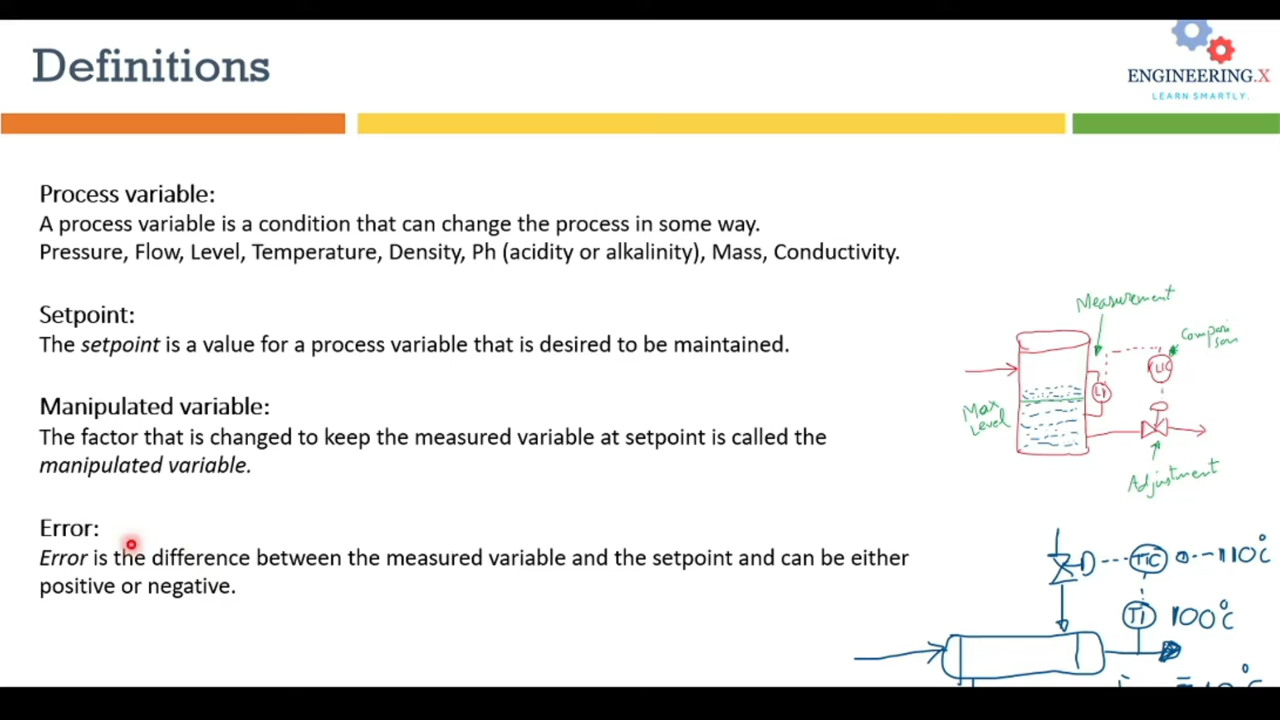 Definitions
ENGINEERING.X
LEARN SMARTLY.
Process variable:
A process variable is a condition that can change the process in some way.
Pressure, Flow, Level, Temperature, Density, Ph (acidity or alkalinity), Mass, Conductivity.
Setpoint:
The setpoint is a value for a process variable that is desired to be maintained.
Manipulated variable:
The factor that is changed to keep the measured variable at setpoint is called the
manipulated variable.
Error:
Error is the difference between the measured variable and the setpoint and can be either
positive or negative.
Measurement
Compari
son
LIC
LI
Max
Level
Adjustment
TIC
110°C
TI
100°C